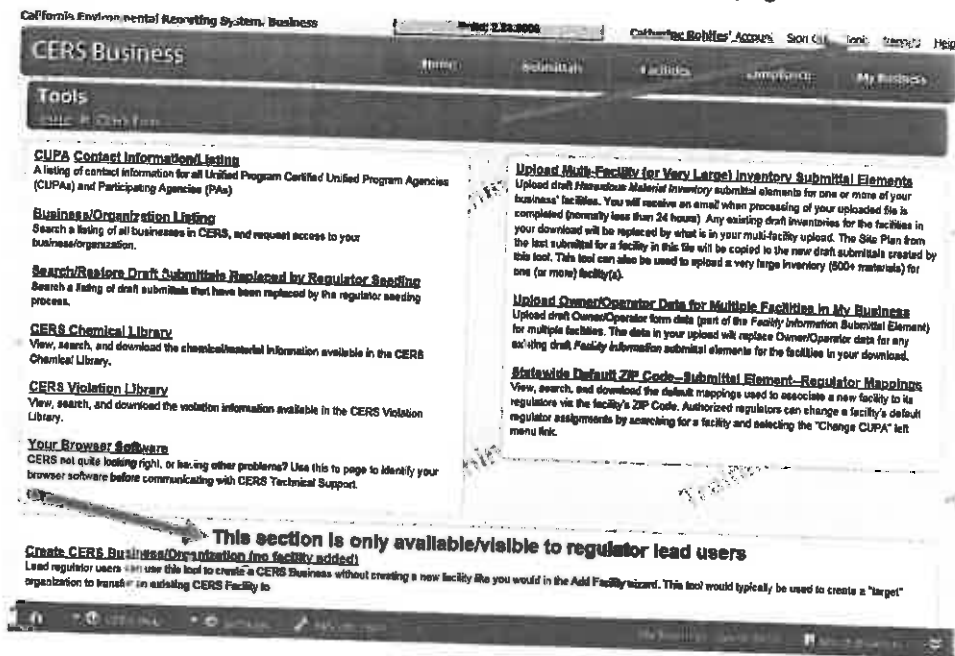 California Environmental Reporting System: Business
Account Sign Help
CERS Business
Home Submittals Facilities Compliance My Business
Tools
CUPA Contact Information/Listing
A listing of contact information for all Unified Program Certified Unified Program Agencies
(CUPAs) and Participating Agencies (PAs)
Business/Organization Listing
Search a listing of all businesses in CERS, and request access to your
business/organization.
Search/Restore Draft Submittals Replaced by Regulator Seeding
Search a listing of draft submittals that have been replaced by the regulator seeding
process.
CERS Chemical Library
View, search, and download the chemical/material information available in the CERS
Chemical Library.
CERS Violation Library
View, search, and download the violation information available in the CERS Violation
Library.
Your Browser Software
CERS not quite looking right, or having other problems? Use this to page to identify your
browser software before communicating with CERS Technical Support.
Upload Multi-Facility (or Very Large) Inventory Submittal Elements
Upload draft Hazardous Material Inventory submittal elements for one or more of your
business' facilities. You will receive an email when processing of your uploaded file is
completed (normally less than 24 hours) Any existing draft inventories for the facilities in
your download will be replaced by what is in your multi-facility upload. The Site Plan from
the last submittal for a facility in this file will be copied to the new draft submittals created by
this tool. This tool can also be used to upload a very large inventory (500+ materials) for
one (or more) facility(s).
Upload Owner/Operator Data for Multiple Facilities in My Business
Upload draft Owner/Operator form data (part of the Facility Information Submittal Element)
for multiple facilities. The data in your upload will replace Owner/Operator data for any
existing draft Facility Information submittal elements for the facilities in your download.
Statewide Default ZIP Code–Submittal Element–Regulator Mappings
View, search, and download the default mappings used to associate a new facility to its
regulators via the facility's ZIP Code. Authorized regulators can change a facility's default
regulator assignments by searching for a facility and selecting the "Change CUPA" left
menu link.
This section is only available/visible to regulator lead users
Create CERS Business/Organization (no facility added)
Lead regulator users can use this tool to create a CERS Business without creating a new facility like you would in the Add Facility wizard. This tool would typically be used to create a "target"
organization to transfer an existing CERS Facility to